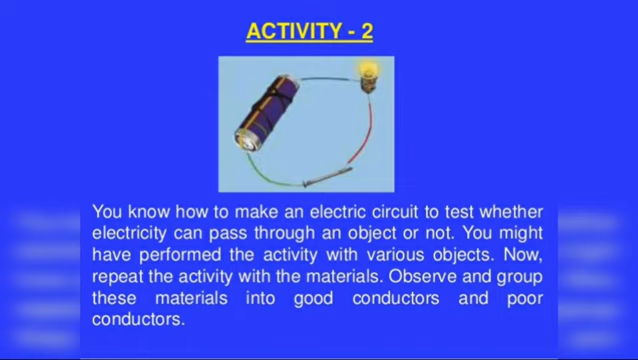 ACTIVITY - 2
You know how to make an electric circuit to test whether
electricity can pass through an object or not. You might
have performed the activity with various objects. Now,
repeat the activity with the materials. Observe and group
these materials into good conductors and poor
conductors.